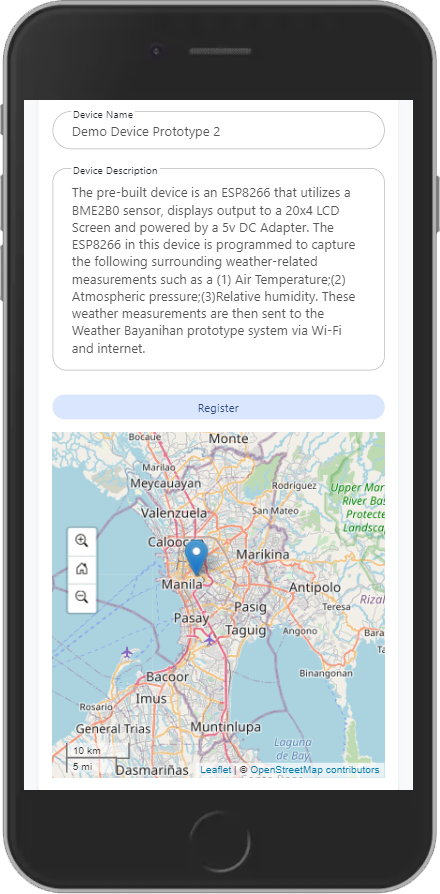 Device Name
Demo Device Prototype 2
Device Description
The pre-built device is an ESP8266 that utilizes a
BME2B0 sensor, displays output to a 20x4 LCD
Screen and powered by a 5v DC Adapter. The
ESP8266 in this device is programmed to capture
the following surrounding weather-related
measurements such as a (1) Air Temperature;(2)
Atmospheric pressure;(3)Relative humidity. These
weather measurements are then sent to the
Weather Bayanihan prototype system via Wi-Fi
and internet.
Register
Bocaue
Monte
Marilao
Meycauayan
Rodriguez
Upper Mar
River Bas
Protecte
Landscap
Valenzuela
San Mateo
Marikina
Manila
Antipolo
Rizal
Pasig
Teresa
Pasay
Taguig
Angono
Bara
Ta
Bacoor
Binangonan
Imus
Rosario
General Trias
Muntinlupa
10 km
5 mi
Laguna
de Bay
Dasmariñas
Leaflet | © OpenStreetMap contributors